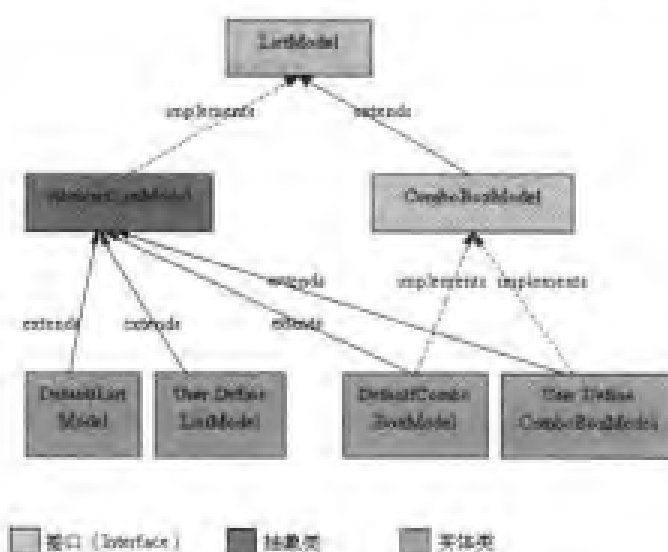 ListModel
implements
extends
AbstractListModel
ComboBoxModel
extends
implements
implements
extends
extends
extends
DefaultList
Model
User Define
ListModel
DefaultCombo
BoxModel
User Define
ComboBoxModel
接口 (Interface)
抽象类
实体类